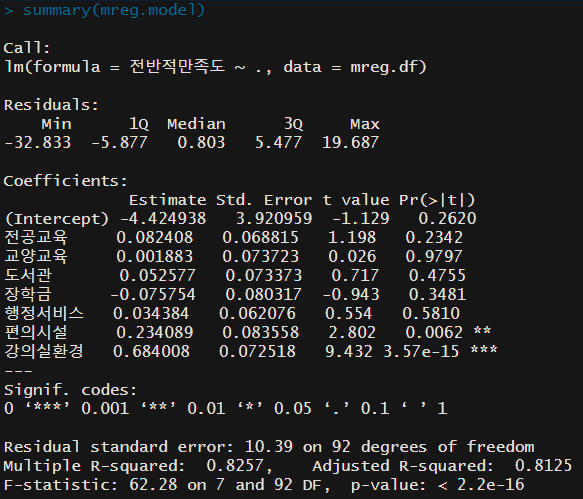 > summary(mreg.model)

Call:
lm(formula = 전반적만족도 ~ ., data = mreg.df)

Residuals:
    Min      1Q  Median      3Q     Max
-32.833  -5.877   0.803   5.477  19.687

Coefficients:
             Estimate Std. Error t value Pr(>|t|)
(Intercept) -4.424938   3.920959  -1.129   0.2620
전공교육     0.082408   0.068815   1.198   0.2342
교양교육     0.001883   0.073723   0.026   0.9797
도서관       0.052577   0.073373   0.717   0.4755
장학금      -0.075754   0.080317  -0.943   0.3481
행정서비스   0.034384   0.062076   0.554   0.5810
편의시설     0.234089   0.083558   2.802   0.0062 **
강의실환경   0.684008   0.072518   9.432 3.57e-15 ***
---
Signif. codes:
0 ‘***’ 0.001 ‘**’ 0.01 ‘*’ 0.05 ‘.’ 0.1 ‘ ’ 1

Residual standard error: 10.39 on 92 degrees of freedom
Multiple R-squared:  0.8257,    Adjusted R-squared:  0.8125
F-statistic: 62.28 on 7 and 92 DF,  p-value: < 2.2e-16